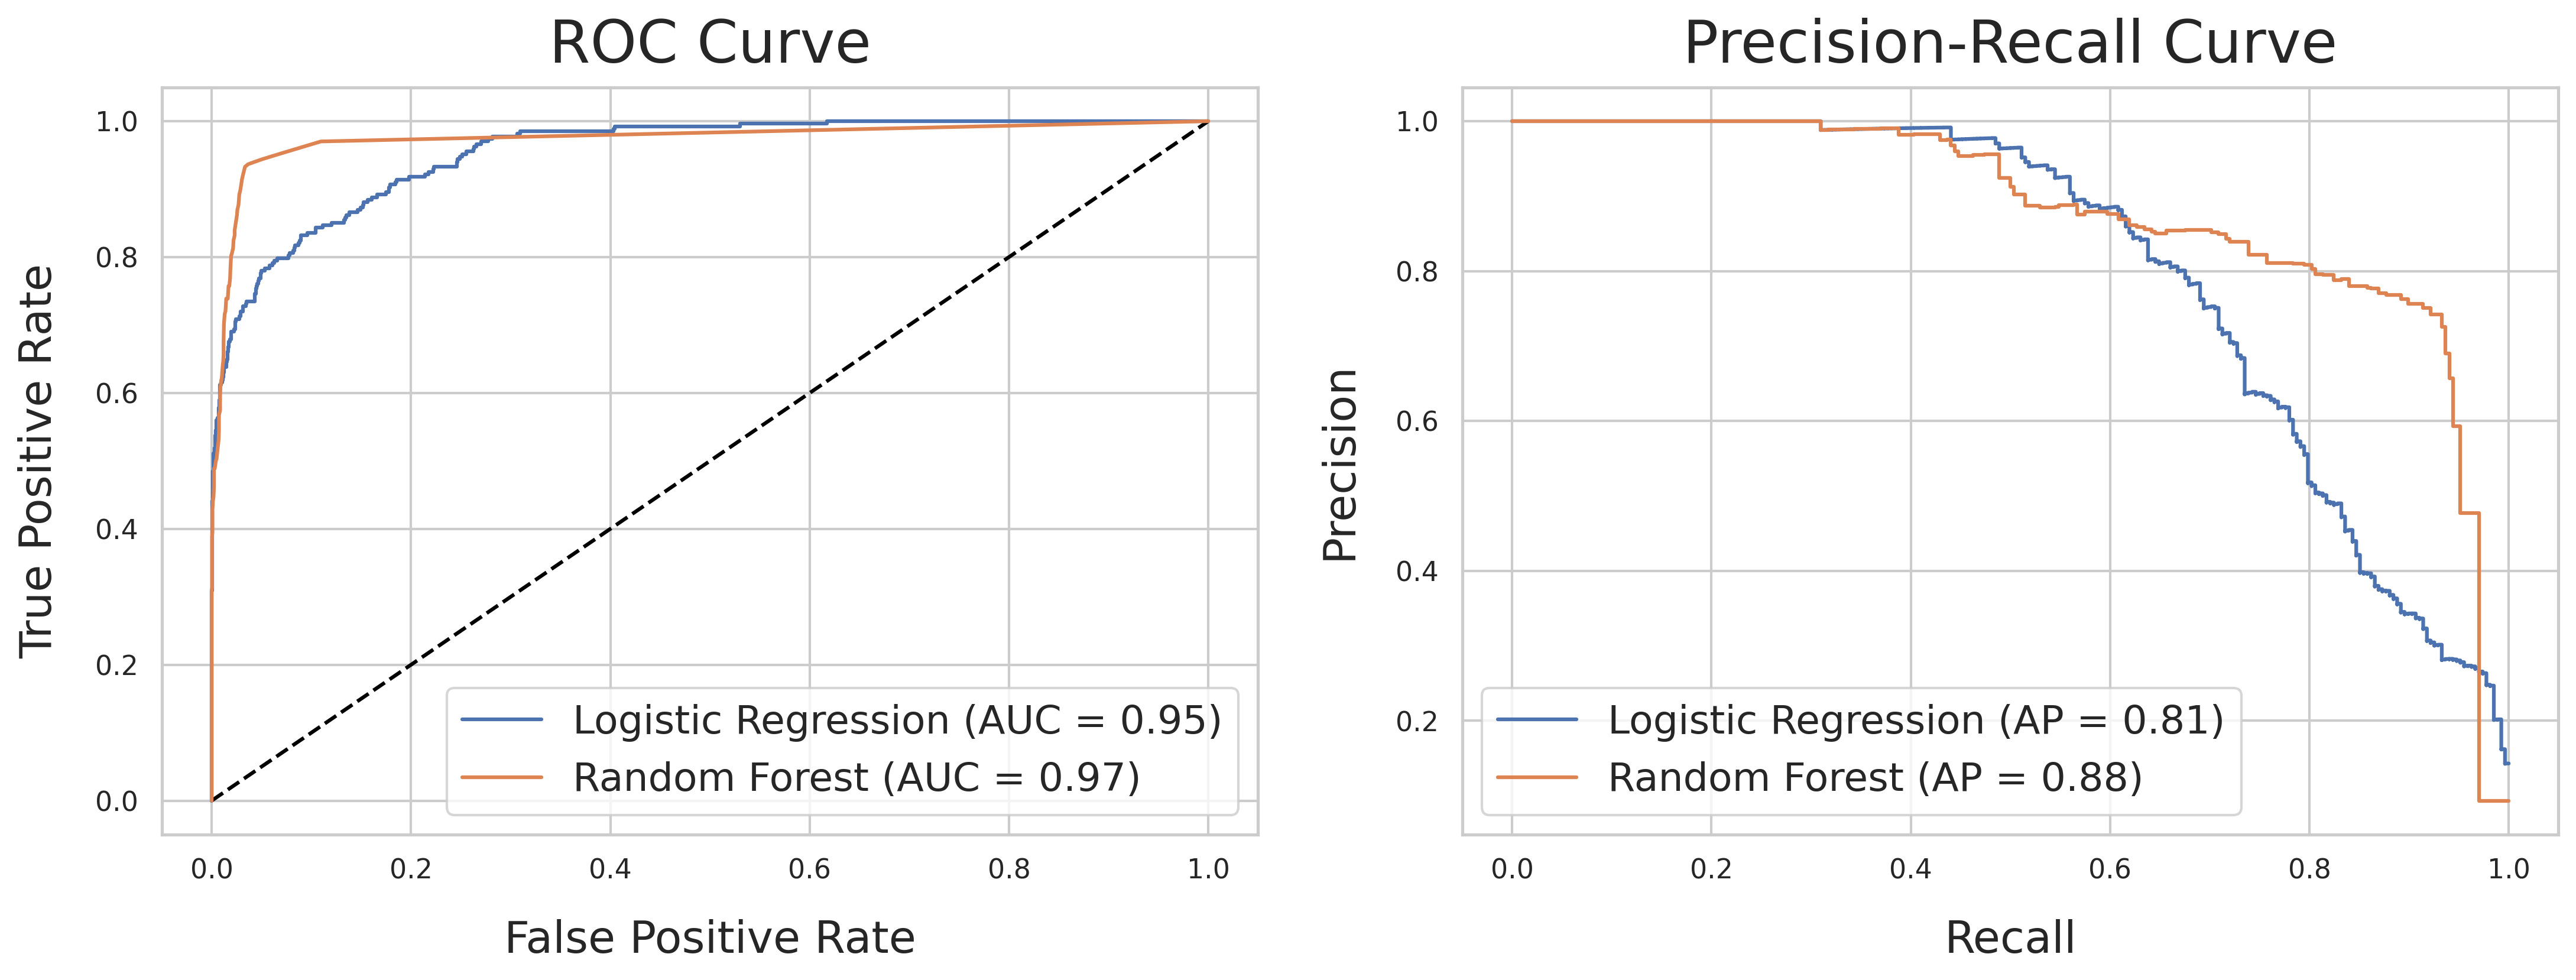 ROC Curve
True Positive Rate
1.0
0.8
0.6
0.4
0.2
0.0
Logistic Regression (AUC = 0.95)
Random Forest (AUC = 0.97)
0.0 0.2 0.4 0.6 0.8 1.0
False Positive Rate
Precision-Recall Curve
Precision
1.0
0.8
0.6
0.4
0.2
Logistic Regression (AP = 0.81)
Random Forest (AP = 0.88)
0.0 0.2 0.4 0.6 0.8 1.0
Recall